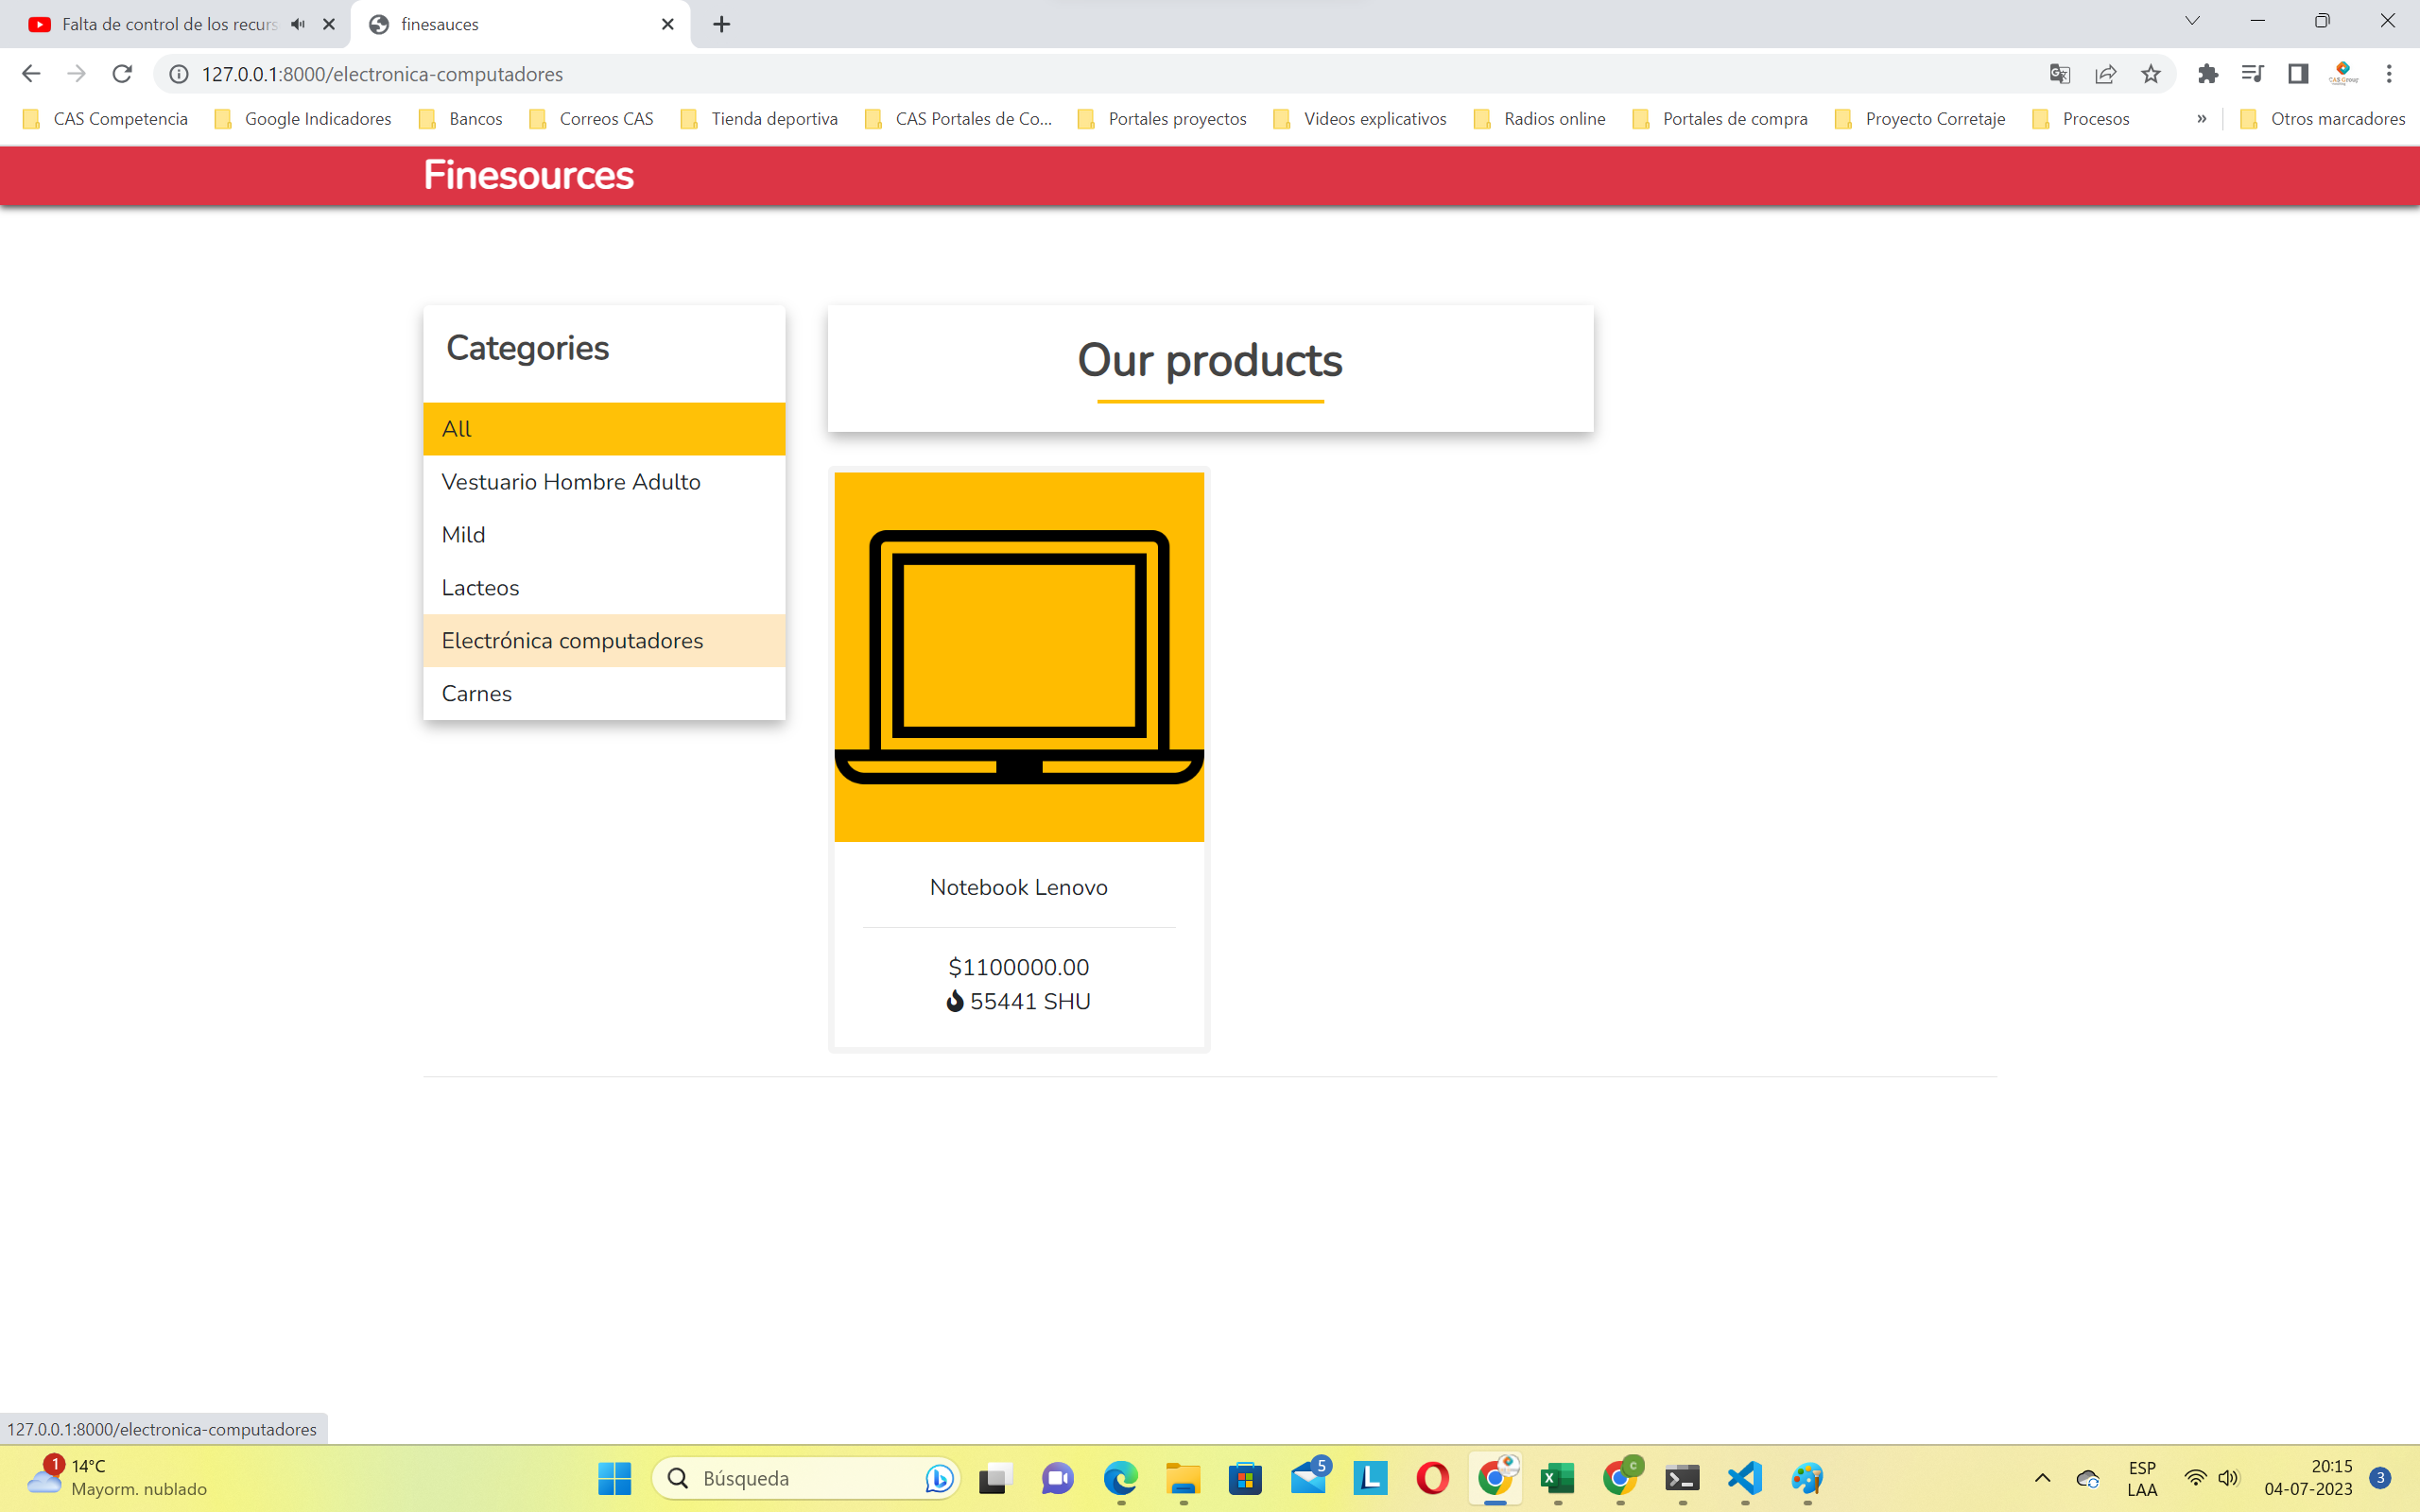 Falta de control de los recurs
finesauces
127.0.0.1:8000/electronica-computadores
CAS Competencia
Google Indicadores
Bancos
Correos CAS
Tienda deportiva
CAS Portales de Co...
Portales proyectos
Videos explicativos
Radios online
Portales de compra
Proyecto Corretaje
Procesos
»
Otros marcadores
Finesources
Categories
All
Vestuario Hombre Adulto
Mild
Lacteos
Electrónica computadores
Carnes
Our products
Notebook Lenovo
$1100000.00
55441 SHU
127.0.0.1:8000/electronica-computadores
1
14°C
Mayorm. nublado
Búsqueda
5
L
C
ESP
LAA
20:15
04-07-2023
3